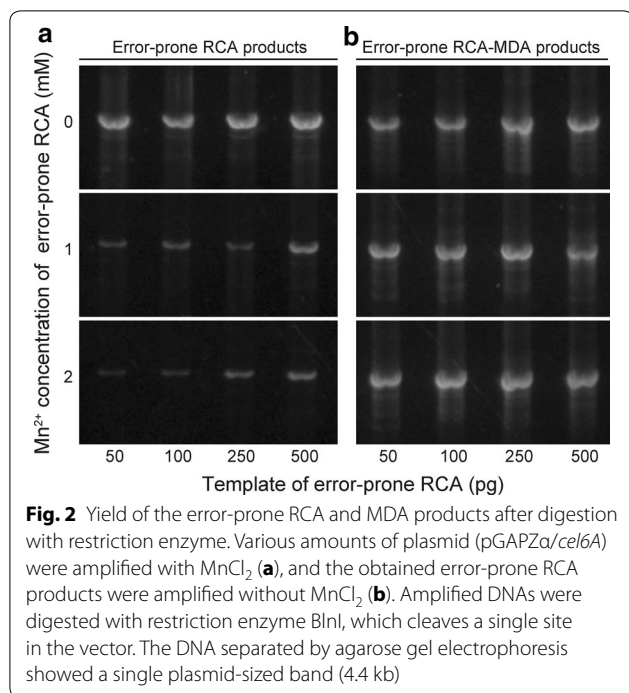 a
Error-prone RCA products
b
Error-prone RCA-MDA products
Mn²⁺ concentration of error-prone RCA (mM)
0
1
2
50 100 250 500 50 100 250 500
Template of error-prone RCA (pg)
Fig. 2 Yield of the error-prone RCA and MDA products after digestion
with restriction enzyme. Various amounts of plasmid (pGAPZα/cel6A)
were amplified with MnCl₂ (a), and the obtained error-prone RCA
products were amplified without MnCl₂ (b). Amplified DNAs were
digested with restriction enzyme BlnI, which cleaves a single site
in the vector. The DNA separated by agarose gel electrophoresis
showed a single plasmid-sized band (4.4 kb)